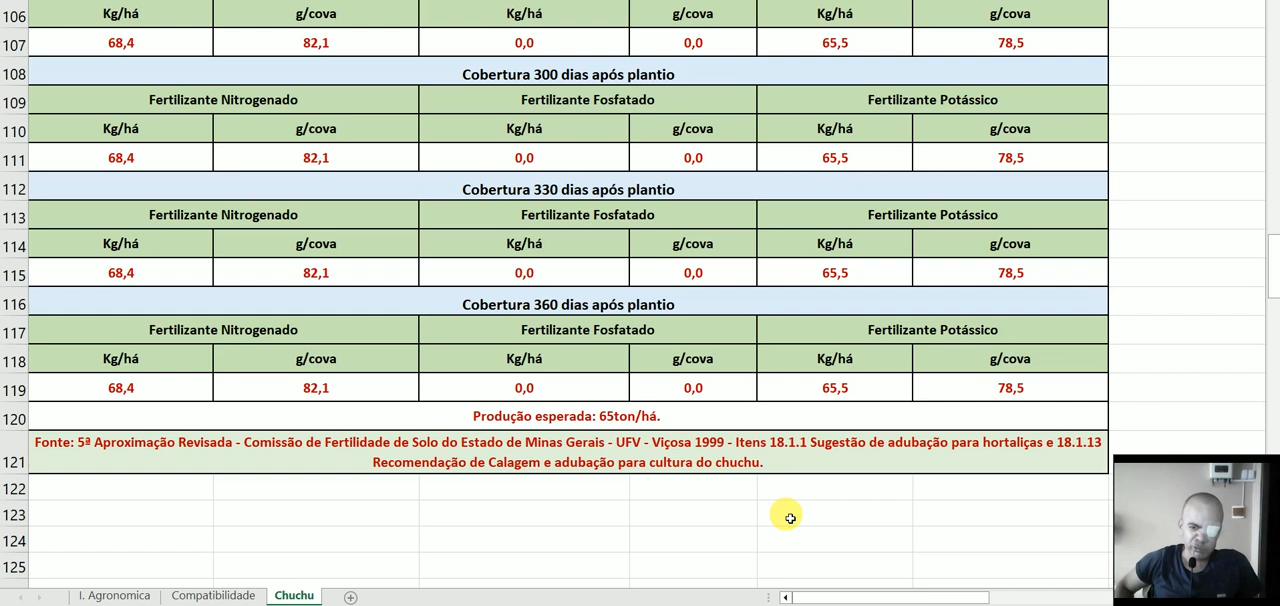 106 Kg/há g/cova Kg/há g/cova Kg/há g/cova
107 68,4 82,1 0,0 0,0 65,5 78,5
108 Cobertura 300 dias após plantio
109 Fertilizante Nitrogenado Fertilizante Fosfatado Fertilizante Potássico
110 Kg/há g/cova Kg/há g/cova Kg/há g/cova
111 68,4 82,1 0,0 0,0 65,5 78,5
112 Cobertura 330 dias após plantio
113 Fertilizante Nitrogenado Fertilizante Fosfatado Fertilizante Potássico
114 Kg/há g/cova Kg/há g/cova Kg/há g/cova
115 68,4 82,1 0,0 0,0 65,5 78,5
116 Cobertura 360 dias após plantio
117 Fertilizante Nitrogenado Fertilizante Fosfatado Fertilizante Potássico
118 Kg/há g/cova Kg/há g/cova Kg/há g/cova
119 68,4 82,1 0,0 0,0 65,5 78,5
120 Produção esperada: 65ton/há.
Fonte: 5ª Aproximação Revisada - Comissão de Fertilidade de Solo do Estado de Minas Gerais - UFV - Viçosa 1999 - Itens 18.1.1 Sugestão de adubação para hortaliças e 18.1.13
121 Recomendação de Calagem e adubação para cultura do chuchu.
122
123
124
125
I. Agronomica Compatibilidade Chuchu